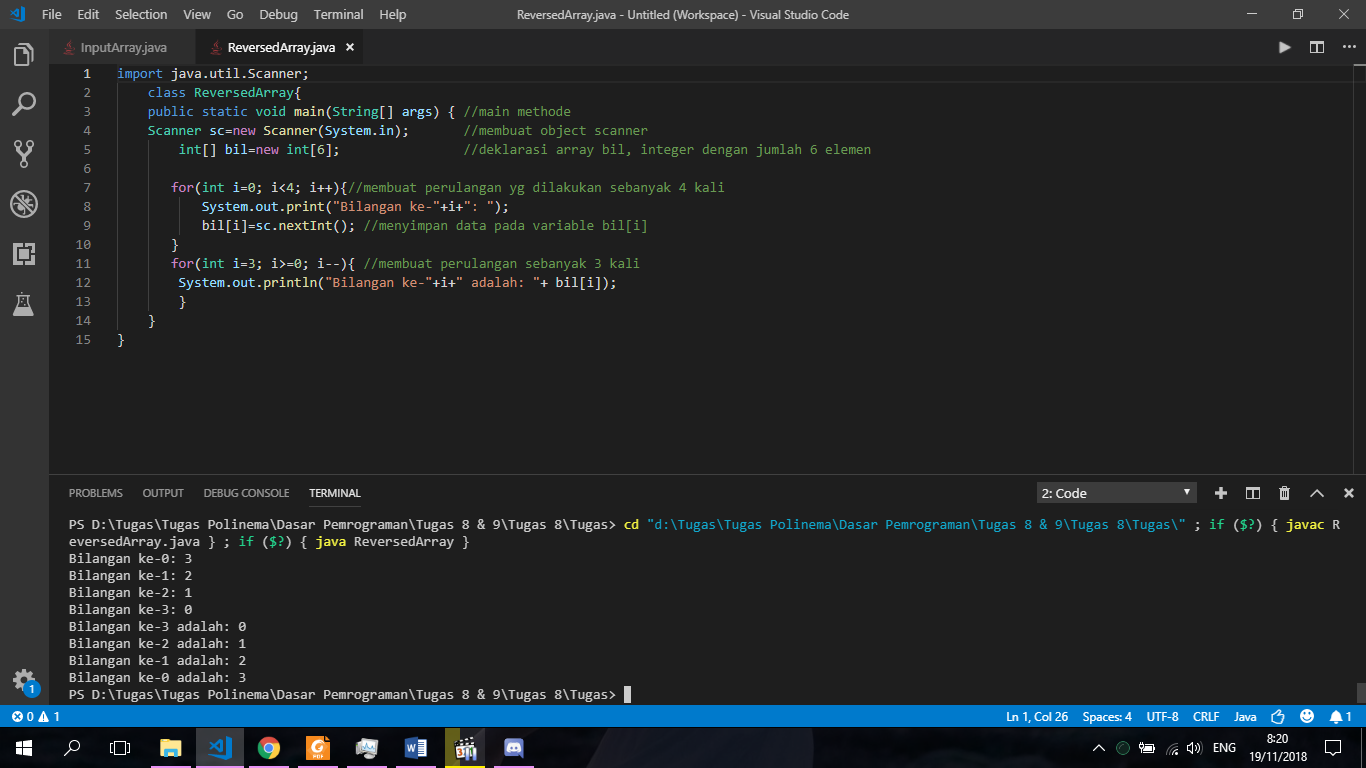 File Edit Selection View Go Debug Terminal Help ReversedArray.java - Untitled (Workspace) - Visual Studio Code
InputArray.java ReversedArray.java
1 import java.util.Scanner;
2 class ReversedArray{
3 public static void main(String[] args) { //main methode
4 Scanner sc=new Scanner(System.in); //membuat object scanner
5 int[] bil=new int[6]; //deklarasi array bil, integer dengan jumlah 6 elemen
6
7 for(int i=0; i<4; i++){//membuat perulangan yg dilakukan sebanyak 4 kali
8 System.out.print("Bilangan ke-"+i+": ");
9 bil[i]=sc.nextInt(); //menyimpan data pada variable bil[i]
10 }
11 for(int i=3; i>=0; i--){ //membuat perulangan sebanyak 3 kali
12 System.out.println("Bilangan ke-"+i+" adalah: "+ bil[i]);
13 }
14 }
15 }
PROBLEMS OUTPUT DEBUG CONSOLE TERMINAL 2: Code
PS D:\Tugas\Tugas Polinema\Dasar Pemrograman\Tugas 8 & 9\Tugas 8\Tugas> cd "d:\Tugas\Tugas Polinema\Dasar Pemrograman\Tugas 8 & 9\Tugas 8\Tugas\" ; if ($?) { javac R
eversedArray.java } ; if ($?) { java ReversedArray }
Bilangan ke-0: 3
Bilangan ke-1: 2
Bilangan ke-2: 1
Bilangan ke-3: 0
Bilangan ke-3 adalah: 0
Bilangan ke-2 adalah: 1
Bilangan ke-1 adalah: 2
Bilangan ke-0 adalah: 3
PS D:\Tugas\Tugas Polinema\Dasar Pemrograman\Tugas 8 & 9\Tugas 8\Tugas>
1
0 1 Ln 1, Col 26 Spaces: 4 UTF-8 CRLF Java 1
ENG 8:20
19/11/2018